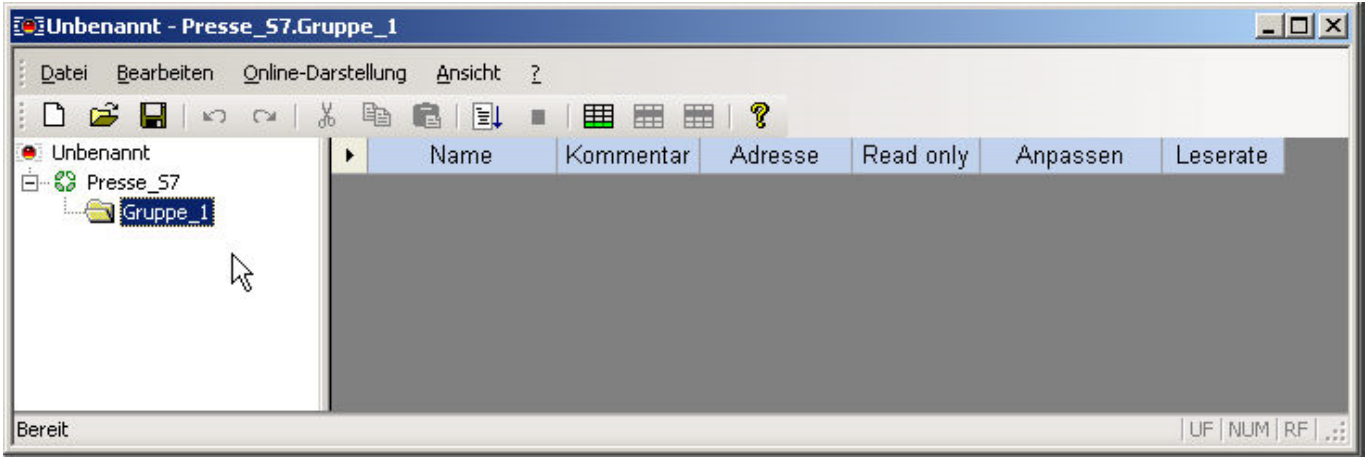 Unbenannt - Presse_S7.Gruppe_1
Datei Bearbeiten Online-Darstellung Ansicht ?
Unbenannt
Presse_S7
Gruppe_1
Name Kommentar Adresse Read only Anpassen Leserate
Bereit
UF NUM RF